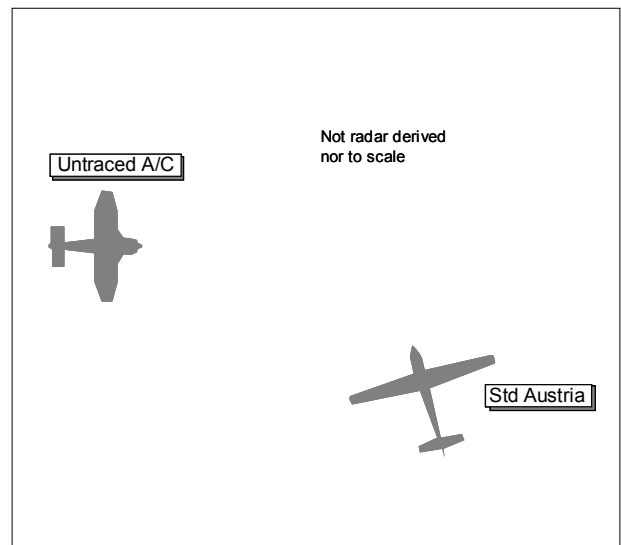 Not radar derived
nor to scale
Untraced A/C
Std Austria